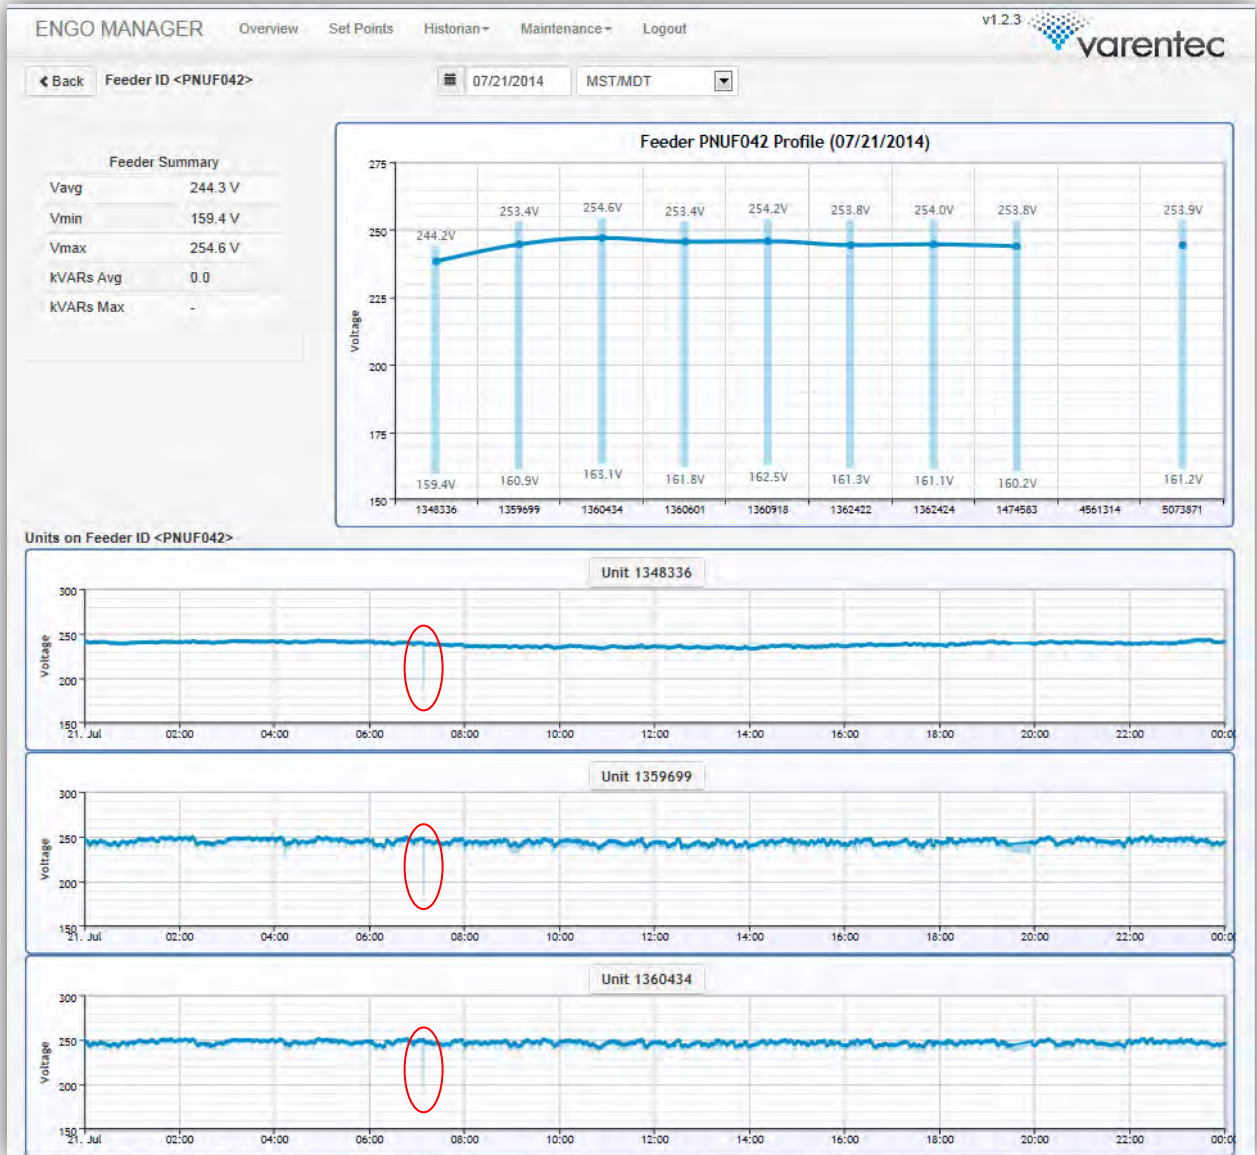 ENGO MANAGER Overview Set Points Historian Maintenance Logout v1.2.3 varentec
Back Feeder ID <PNUF042> 07/21/2014 MST/MDT
Feeder Summary
Vavg 244.3 V
Vmin 159.4 V
Vmax 254.6 V
kVARs Avg 0.0
kVARs Max -
Feeder PNUF042 Profile (07/21/2014)
275
250
225
200
175
150
Voltage
244.2V 253.4V 254.6V 253.4V 254.2V 253.8V 254.0V 253.8V 253.9V
159.4V 160.9V 163.1V 161.8V 162.5V 161.3V 161.1V 160.2V 161.2V
1348336 1359699 1360434 1360601 1360918 1362422 1362424 1474583 4561314 5073871
Units on Feeder ID <PNUF042>
Unit 1348336
300
250
200
150
Voltage
21. Jul 02:00 04:00 06:00 08:00 10:00 12:00 14:00 16:00 18:00 20:00 22:00 00:0
Unit 1359699
300
250
200
150
Voltage
21. Jul 02:00 04:00 06:00 08:00 10:00 12:00 14:00 16:00 18:00 20:00 22:00 00:0
Unit 1360434
300
250
200
150
Voltage
21. Jul 02:00 04:00 06:00 08:00 10:00 12:00 14:00 16:00 18:00 20:00 22:00 00:0